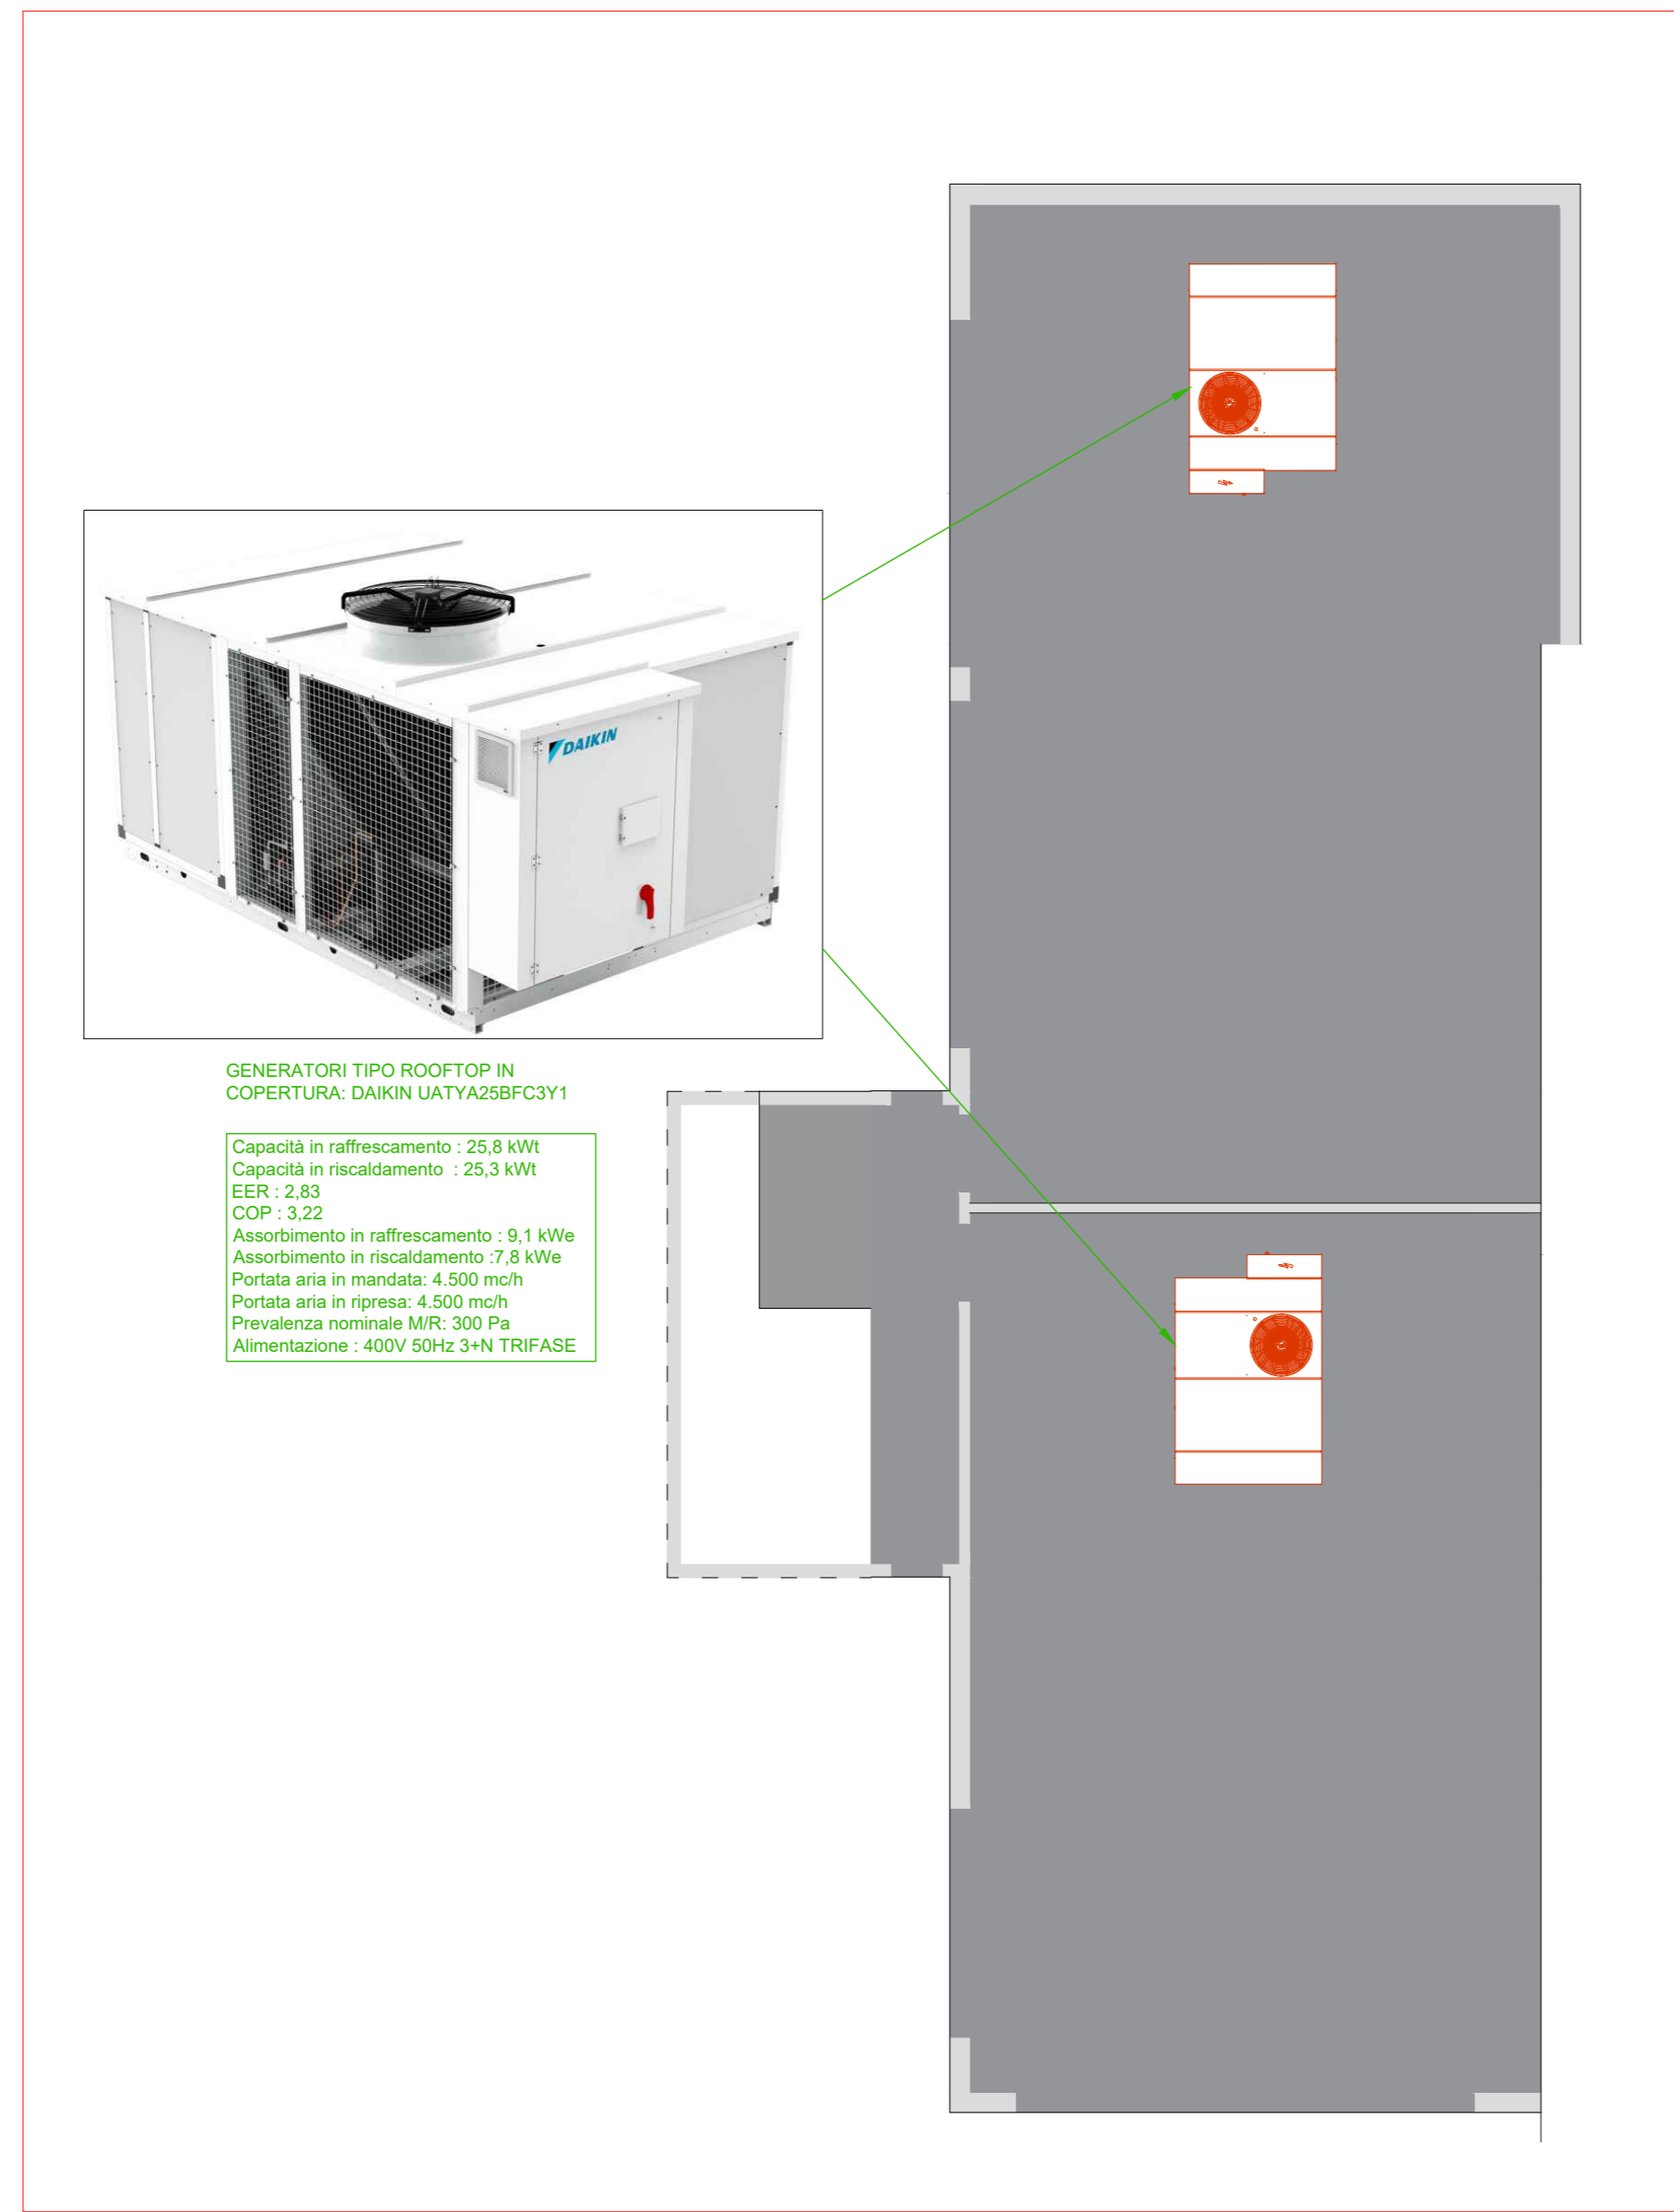 DAIKIN
GENERATORI TIPO ROOFTOP IN
COPERTURA: DAIKIN UATYA25BFC3Y1
Capacità in raffrescamento : 25,8 kWt
Capacità in riscaldamento : 25,3 kWt
EER : 2,83
COP : 3,22
Assorbimento in raffrescamento : 9,1 kWe
Assorbimento in riscaldamento :7,8 kWe
Portata aria in mandata: 4.500 mc/h
Portata aria in ripresa: 4.500 mc/h
Prevalenza nominale M/R: 300 Pa
Alimentazione : 400V 50Hz 3+N TRIFASE